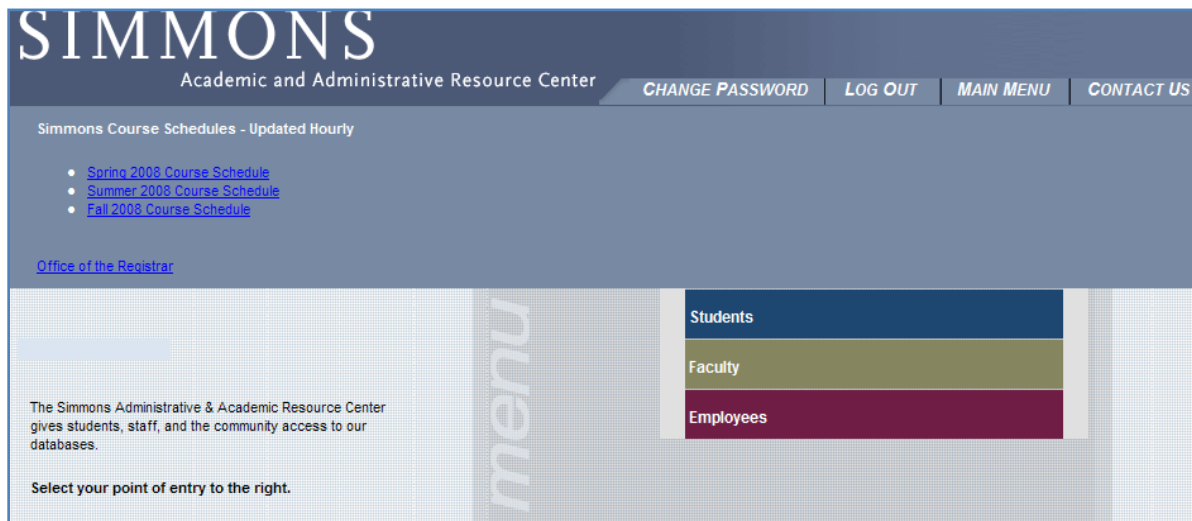 SIMMONS
Academic and Administrative Resource Center
CHANGE PASSWORD LOG OUT MAIN MENU CONTACT US
Simmons Course Schedules - Updated Hourly
Spring 2008 Course Schedule
Summer 2008 Course Schedule
Fall 2008 Course Schedule
Office of the Registrar
menu
Students
Faculty
Employees
The Simmons Administrative & Academic Resource Center
gives students, staff, and the community access to our
databases.
Select your point of entry to the right.